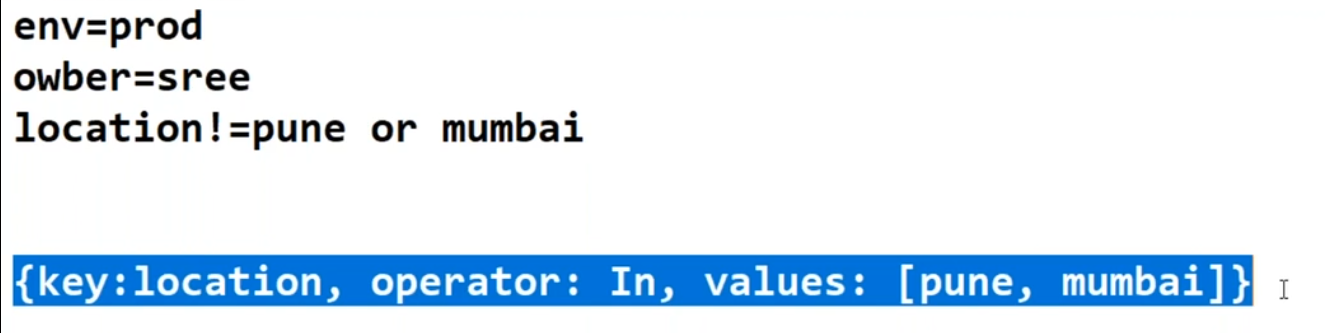 env=prod
owber=sree
location!=pune or mumbai
{key:location, operator: In, values: [pune, mumbai]}